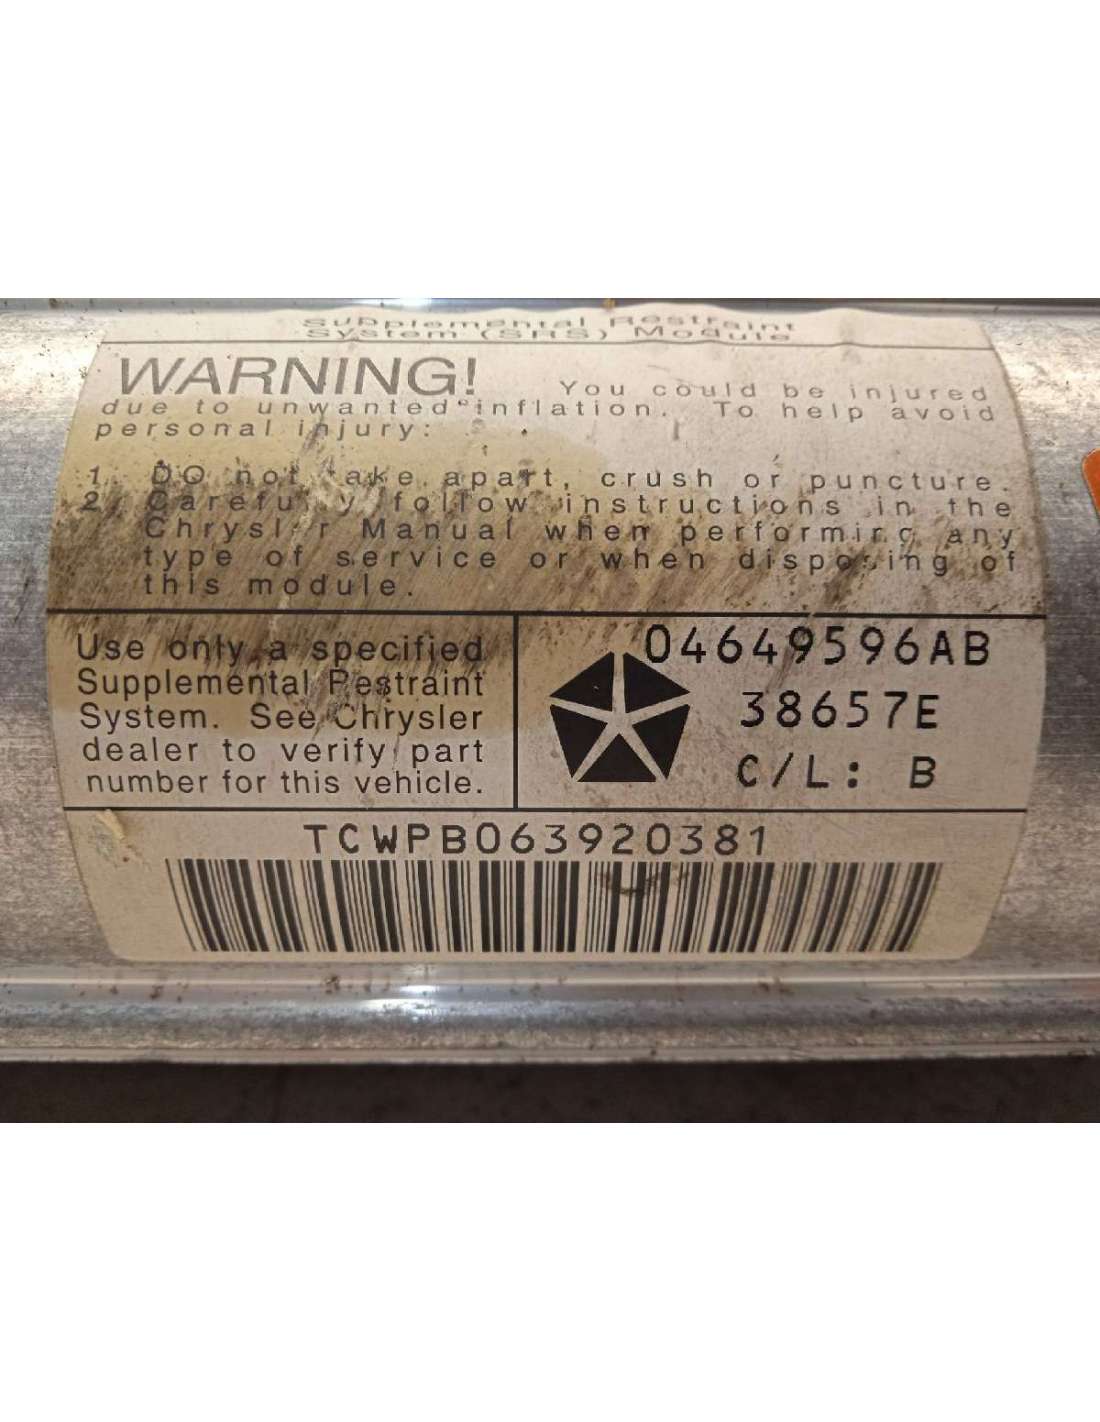 Supplemental Restraint
System (SRS) Module
WARNING! You could be injured
due to unwanted inflation. To help avoid
personal injury:
1. DO not take apart, crush or puncture.
2. Carefully follow instructions in the
Chrysler Manual when performing any
type of service or when disposing of
this module.
Use only a specified
Supplemental Restraint
System. See Chrysler
dealer to verify part
number for this vehicle.
04649596AB
38657E
C/L: B
TCWPB063920381